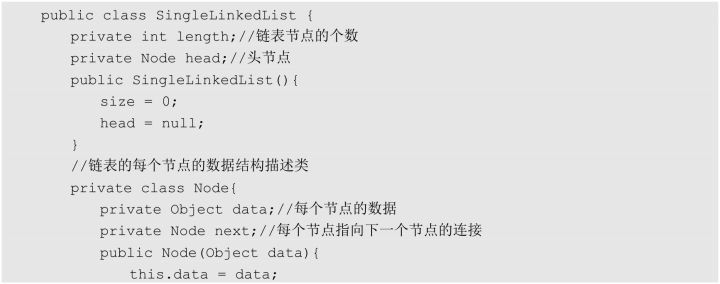 public class SingleLinkedList {
private int length;//链表节点的个数
private Node head;//头节点
public SingleLinkedList(){
size = 0;
head = null;
}
//链表的每个节点的数据结构描述类
private class Node{
private Object data;//每个节点的数据
private Node next;//每个节点指向下一个节点的连接
public Node(Object data){
this.data = data;